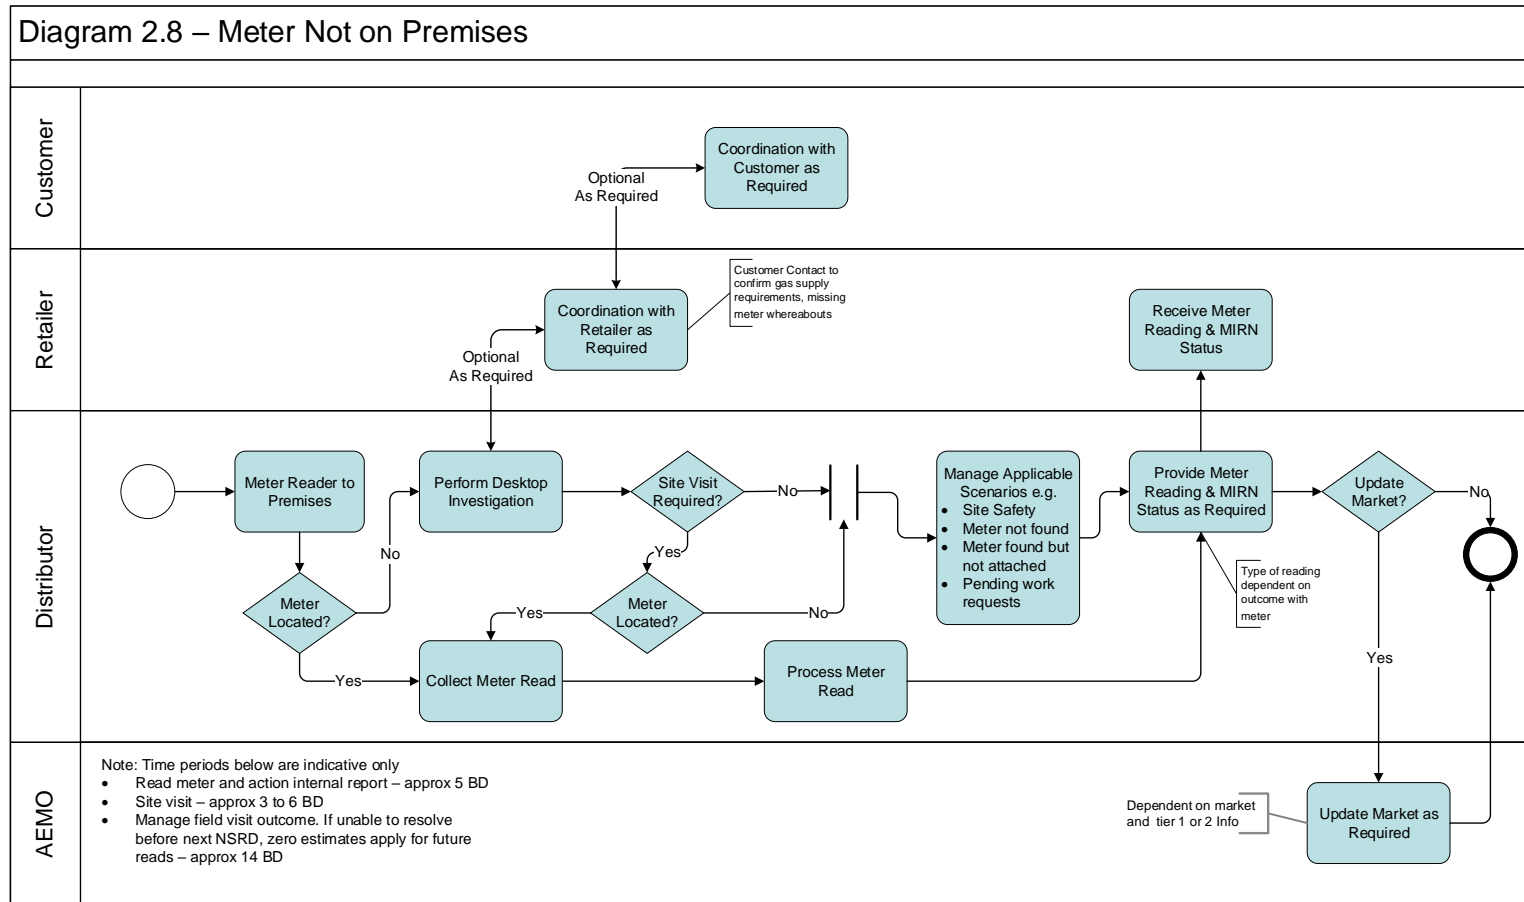 Diagram 2.8 – Meter Not on Premises
Customer
Coordination with
Customer as
Required
Optional
As Required
Retailer
Customer Contact to
confirm gas supply
requirements, missing
meter whereabouts
Coordination with
Retailer as
Required
Optional
As Required
Receive Meter
Reading & MIRN
Status
Distributor
Meter Reader to
Premises
Perform Desktop
Investigation
Site Visit
Required?
No
Manage Applicable
Scenarios e.g.
• Site Safety
• Meter not found
• Meter found but
not attached
• Pending work
requests
Provide Meter
Reading & MIRN
Status as Required
Update
Market?
No
No
Yes
Type of reading
dependent on
outcome with
meter
Meter
Located?
Yes
Meter
Located?
No
Yes
Yes
Collect Meter Read
Process Meter
Read
AEMO
Note: Time periods below are indicative only
• Read meter and action internal report – approx 5 BD
• Site visit – approx 3 to 6 BD
• Manage field visit outcome. If unable to resolve
before next NSRD, zero estimates apply for future
reads – approx 14 BD
Dependent on market
and tier 1 or 2 Info
Update Market as
Required